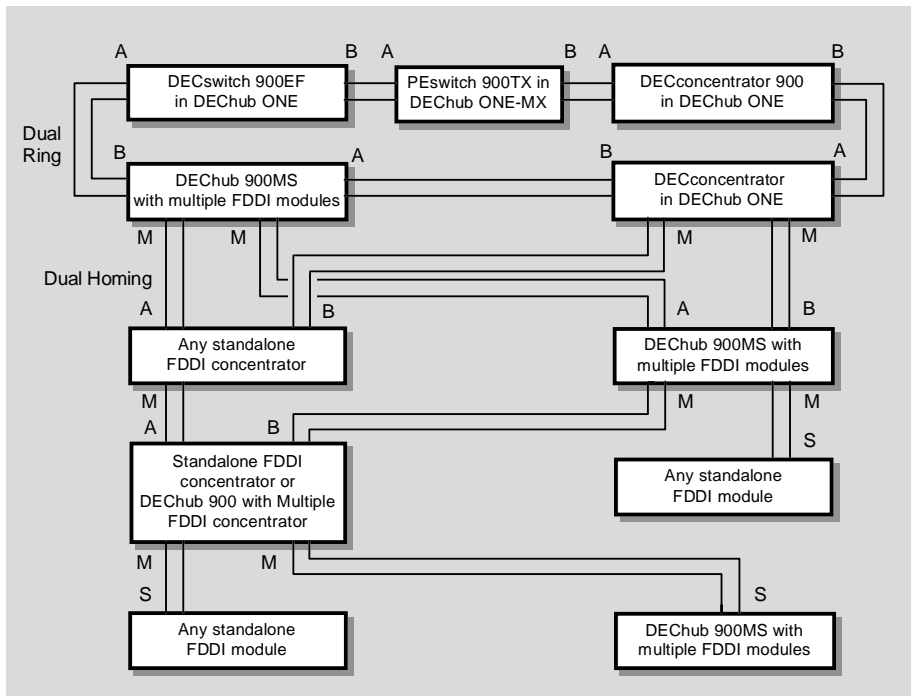 A B A B A B
DECswitch 900EF
in DEChub ONE
PEswitch 900TX in
DEChub ONE-MX
DECconcentrator 900
in DEChub ONE
Dual
Ring
B A B A
DEChub 900MS
with multiple FDDI modules
DECconcentrator
in DEChub ONE
M M M M
Dual Homing
A B A B
Any standalone
FDDI concentrator
DEChub 900MS with
multiple FDDI modules
M M M
A B S
Standalone FDDI
concentrator or
DEChub 900 with Multiple
FDDI concentrator
Any standalone
FDDI module
M M
S S
Any standalone
FDDI module
DEChub 900MS with
multiple FDDI modules